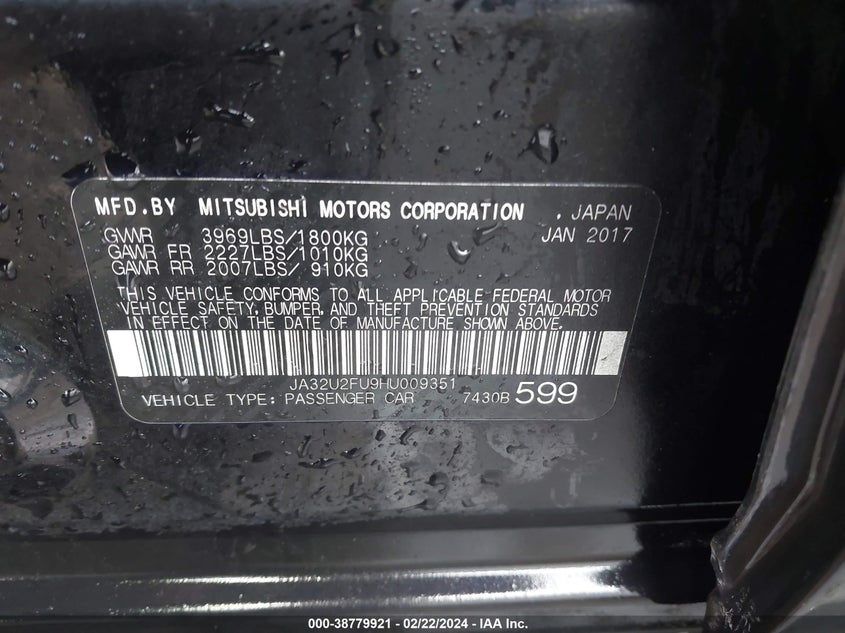 MFD.BY MITSUBISHI MOTORS CORPORATION , JAPAN
GVWR 3969LBS/1800KG JAN 2017
GAWR FR 2227LBS/1010KG
GAWR RR 2007LBS/ 910KG
THIS VEHICLE CONFORMS TO ALL APPLICABLE FEDERAL MOTOR
VEHICLE SAFETY, BUMPER, AND THEFT PREVENTION STANDARDS
IN EFFECT ON THE DATE OF MANUFACTURE SHOWN ABOVE.
JA32U2FU9HU009351
VEHICLE TYPE: PASSENGER CAR 7430B 599
000-38779921 - 02/22/2024 - IAA Inc.